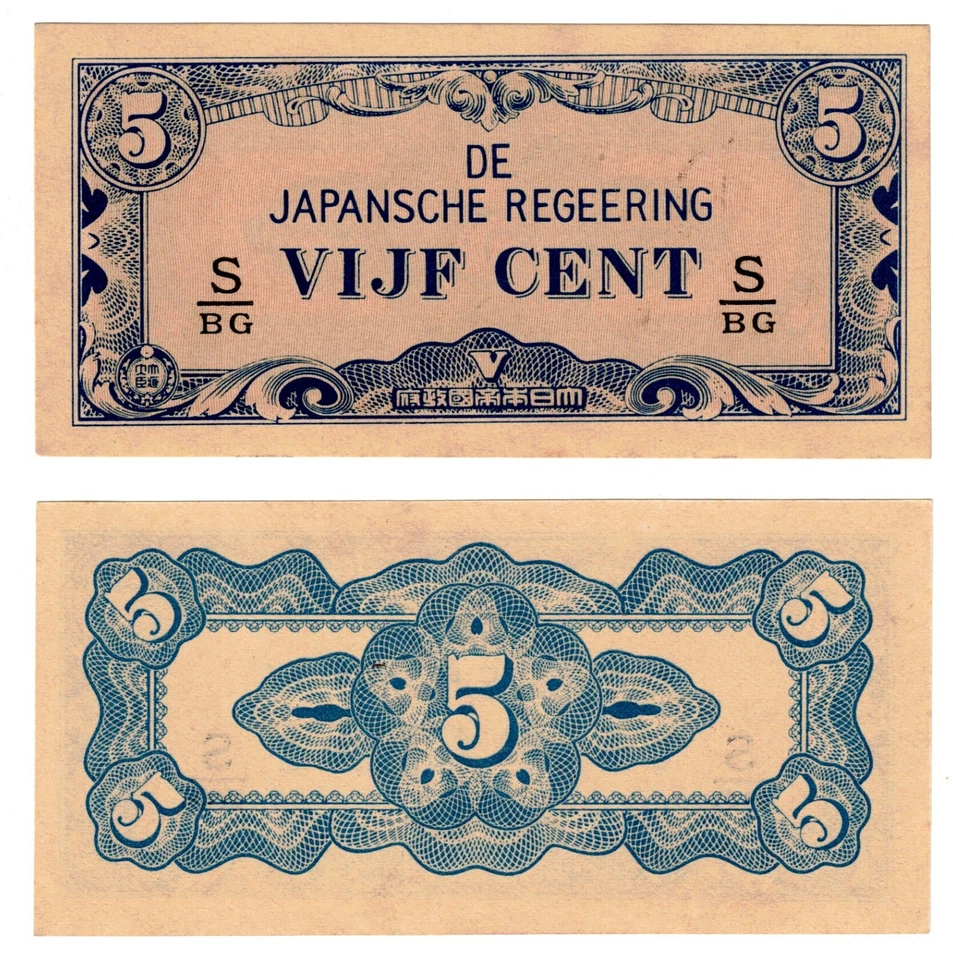 5 5
DE
JAPANSCHE REGEERING
VIJF CENT
S S
BG BG
V
府政國帝本日大
5 5
5
5 5